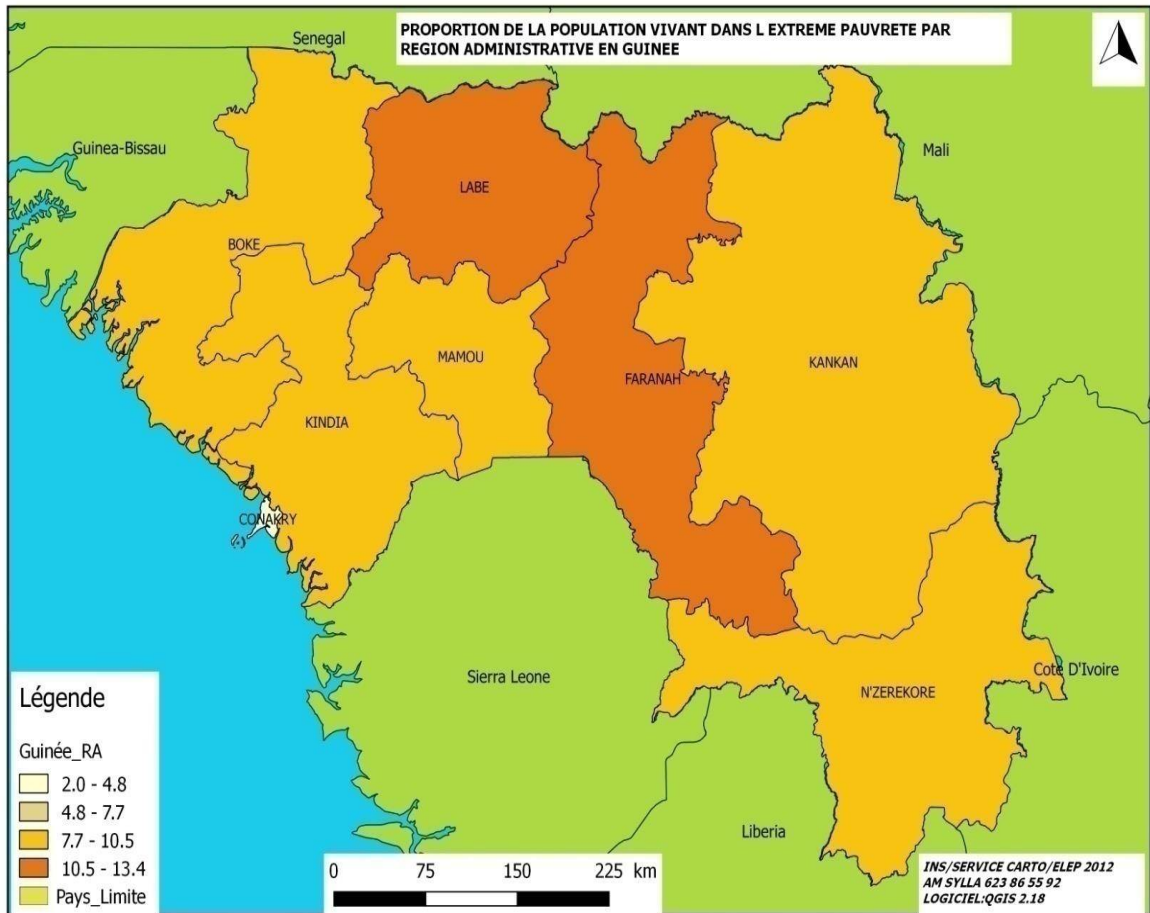 PROPORTION DE LA POPULATION VIVANT DANS L EXTREME PAUVRETE PAR
REGION ADMINISTRATIVE EN GUINEE
Senegal
Guinea-Bissau
Mali
LABE
BOKE
MAMOU
KANKAN
FARANAH
KINDIA
CONAKRY
Sierra Leone
Cote D'Ivoire
N'ZEREKORE
Liberia
Légende
Guinée_RA
2.0 - 4.8
4.8 - 7.7
7.7 - 10.5
10.5 - 13.4
Pays_Limite
0 75 150 225 km
INS/SERVICE CARTO/ELEP 2012
AM SYLLA 623 86 55 92
LOGICIEL:QGIS 2.18